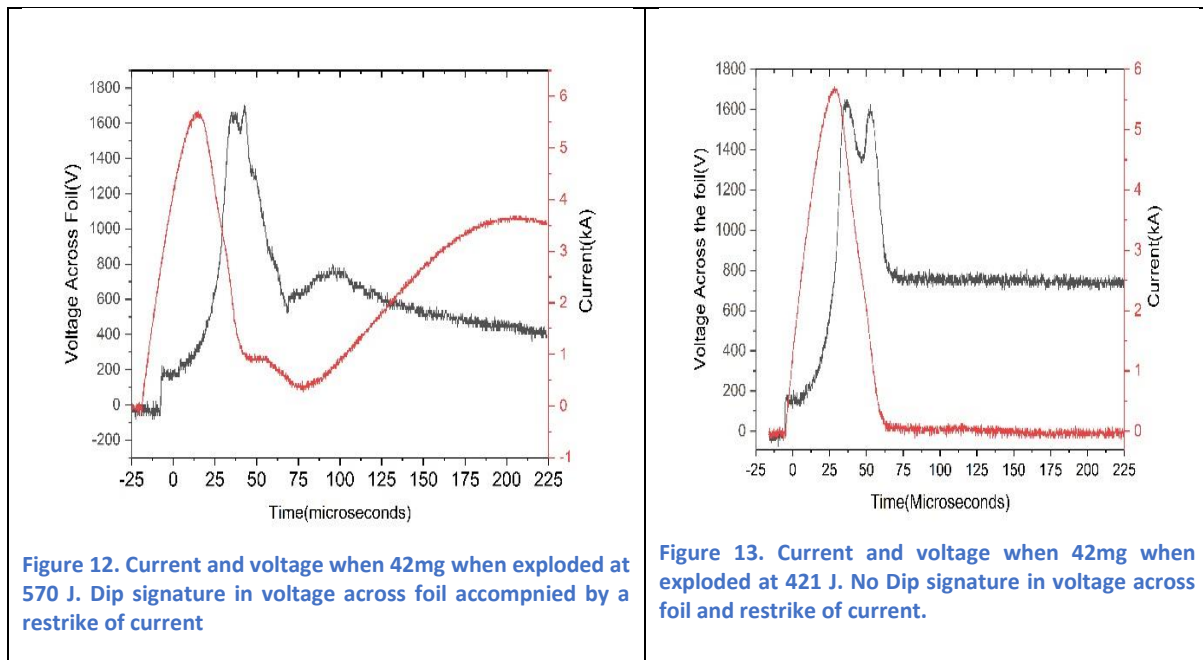 1800
1600
1400
1200
1000
800
600
400
200
0
-200
Voltage Across Foil(V)
6
5
4
3
2
1
0
-1
Current(kA)
-25 0 25 50 75 100 125 150 175 200 225
Time(microseconds)
Figure 12. Current and voltage when 42mg when exploded at
570 J. Dip signature in voltage across foil accompnied by a
restrike of current
1800
1600
1400
1200
1000
800
600
400
200
0
Voltage Across the foil(V)
6
5
4
3
2
1
0
Current(kA)
-25 0 25 50 75 100 125 150 175 200 225
Time(Microseconds)
Figure 13. Current and voltage when 42mg when
exploded at 421 J. No Dip signature in voltage across
foil and restrike of current.